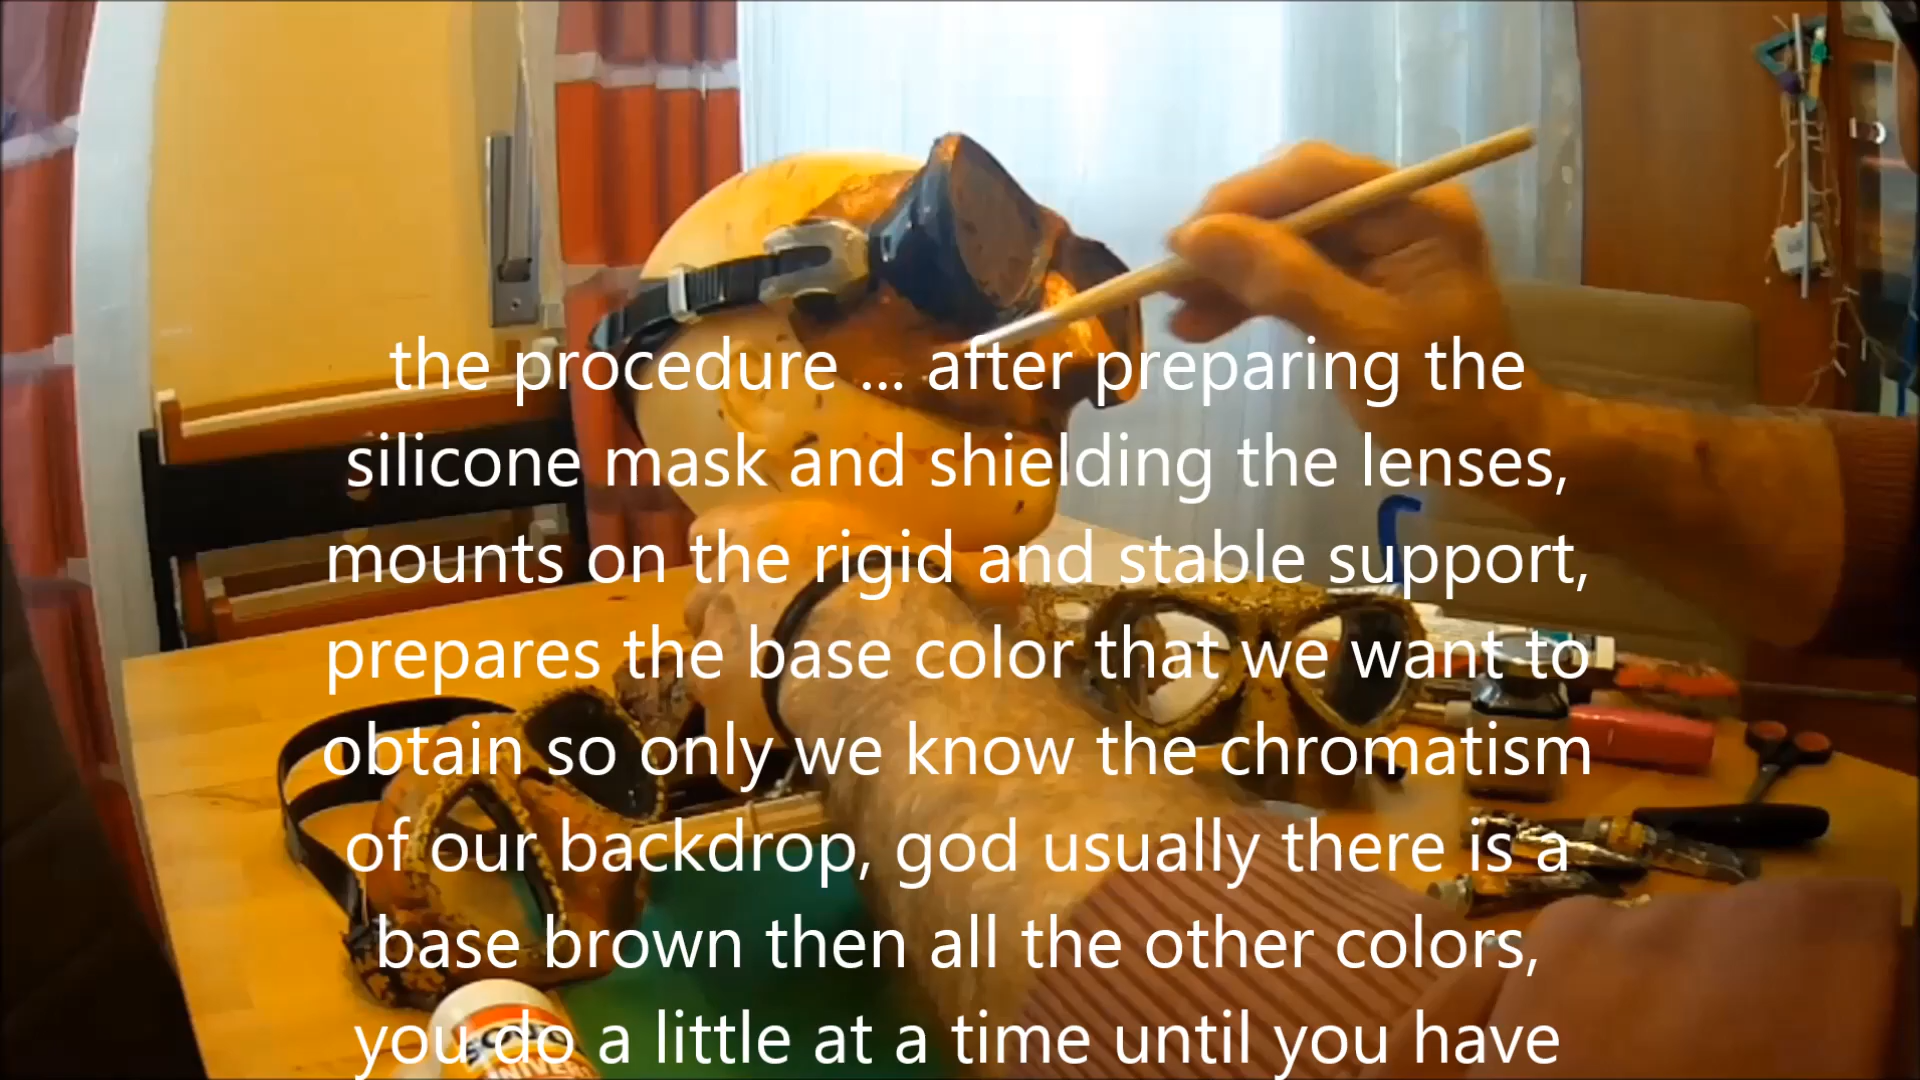 the procedure ... after preparing the
silicone mask and shielding the lenses,
mounts on the rigid and stable support,
prepares the base color that we want to
obtain so only we know the chromatism
of our backdrop, god usually there is a
base brown then all the other colors,
you do a little at a time until you have